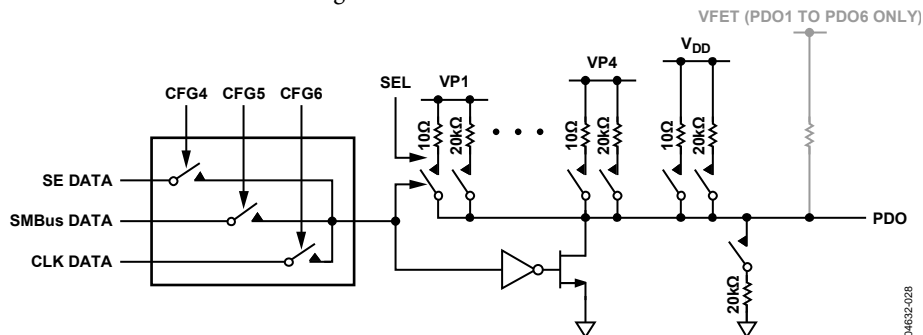 VFET (PDO1 TO PDO6 ONLY)
VDD
VP4
CFG4 CFG5 CFG6
SEL
VP1
10Ω
20kΩ
10Ω
20kΩ
10Ω
20kΩ
SE DATA
SMBus DATA
CLK DATA
PDO
20kΩ
04632-028